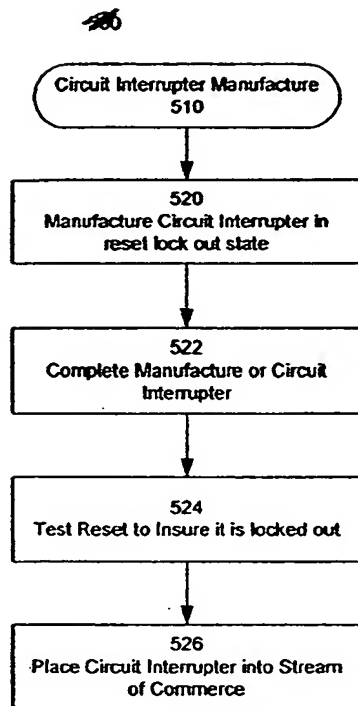 Circuit Interrupter Manufacture
510
520
Manufacture Circuit Interrupter in
reset lock out state
522
Complete Manufacture or Circuit
Interrupter
524
Test Reset to Insure it is locked out
526
Place Circuit Interrupter into Stream
of Commerce